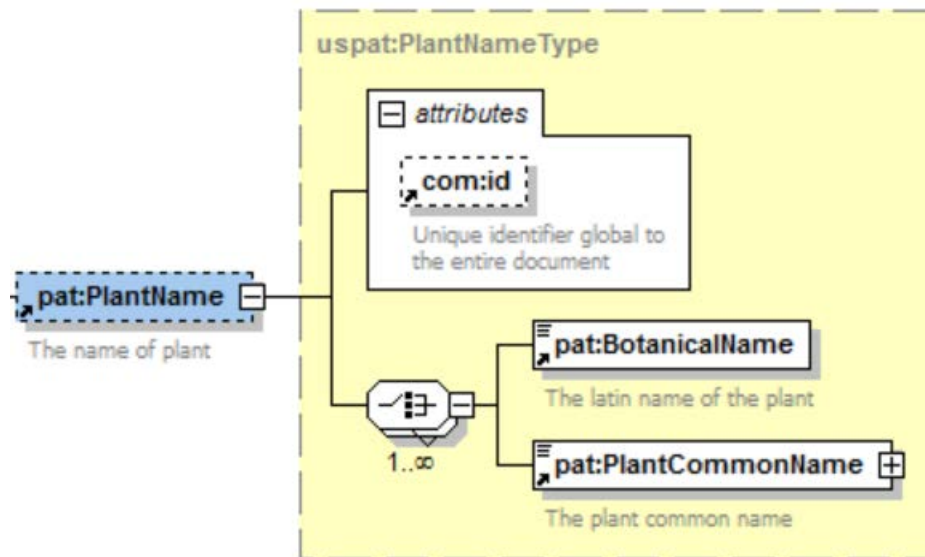 uspat:PlantNameType
attributes
com:id
Unique identifier global to
the entire document
pat:PlantName
The name of plant
pat:BotanicalName
The latin name of the plant
1..∞
pat:PlantCommonName
The plant common name